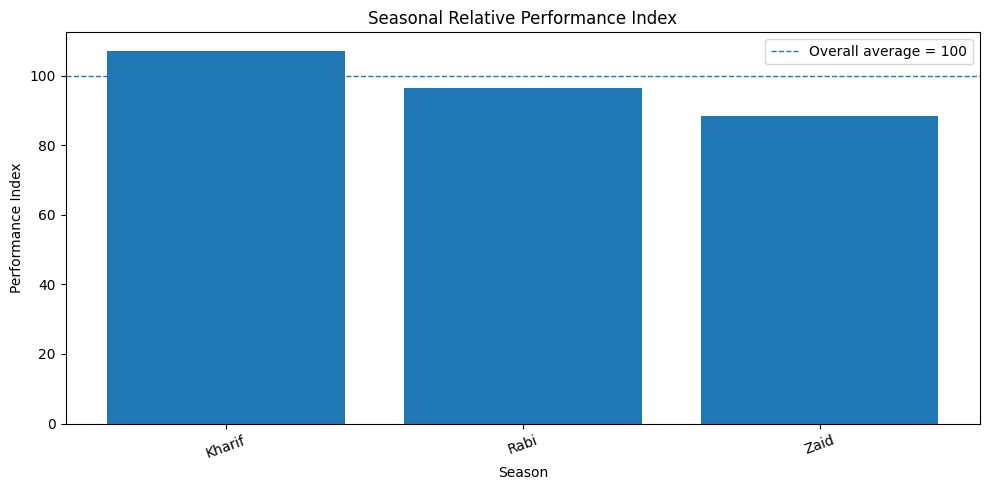 Seasonal Relative Performance Index
Overall average = 100
Performance Index
100
80
60
40
20
0
Kharif
Rabi
Zaid
Season